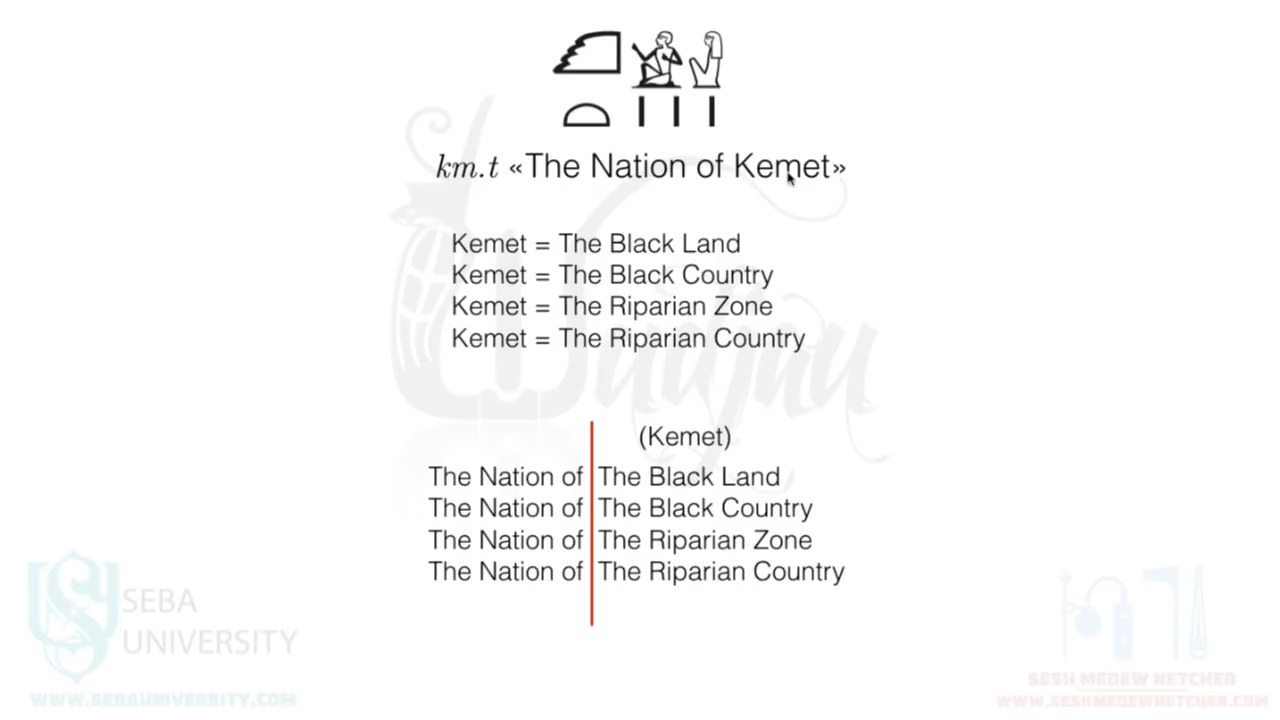 km.t «The Nation of Kemet»
Kemet = The Black Land
Kemet = The Black Country
Kemet = The Riparian Zone
Kemet = The Riparian Country
(Kemet)
The Nation of The Black Land
The Nation of The Black Country
The Nation of The Riparian Zone
The Nation of The Riparian Country
SEBA
UNIVERSITY
WWW.SEBAUNIVERSITY.COM
SESH MEDEW NETCHER
WWW.SESHMEDEWNETCHER.COM